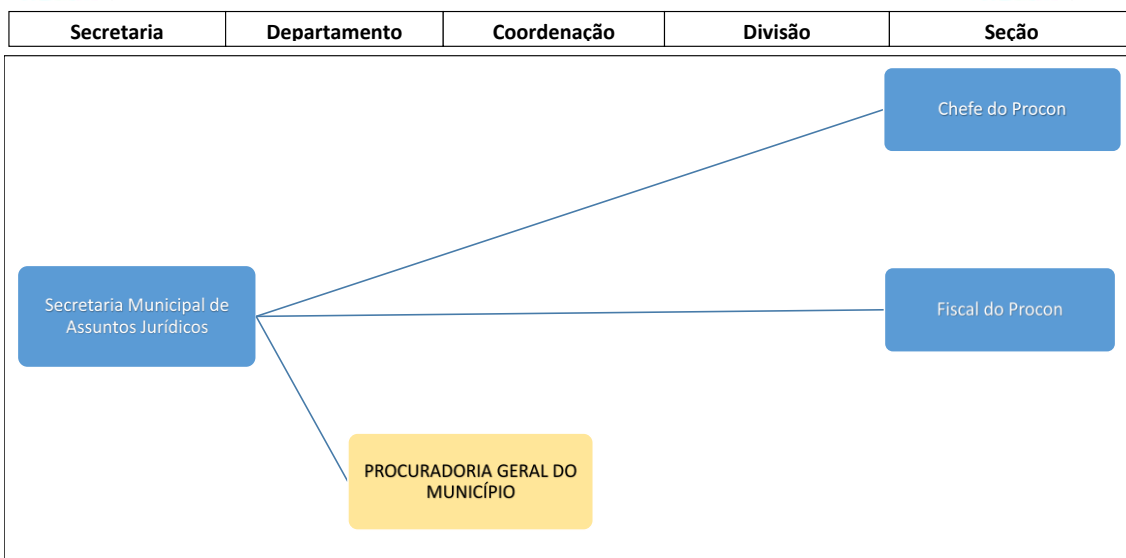 Secretaria Departamento Coordenação Divisão Seção
Chefe do Procon
Secretaria Municipal de
Assuntos Jurídicos
Fiscal do Procon
PROCURADORIA GERAL DO
MUNICÍPIO